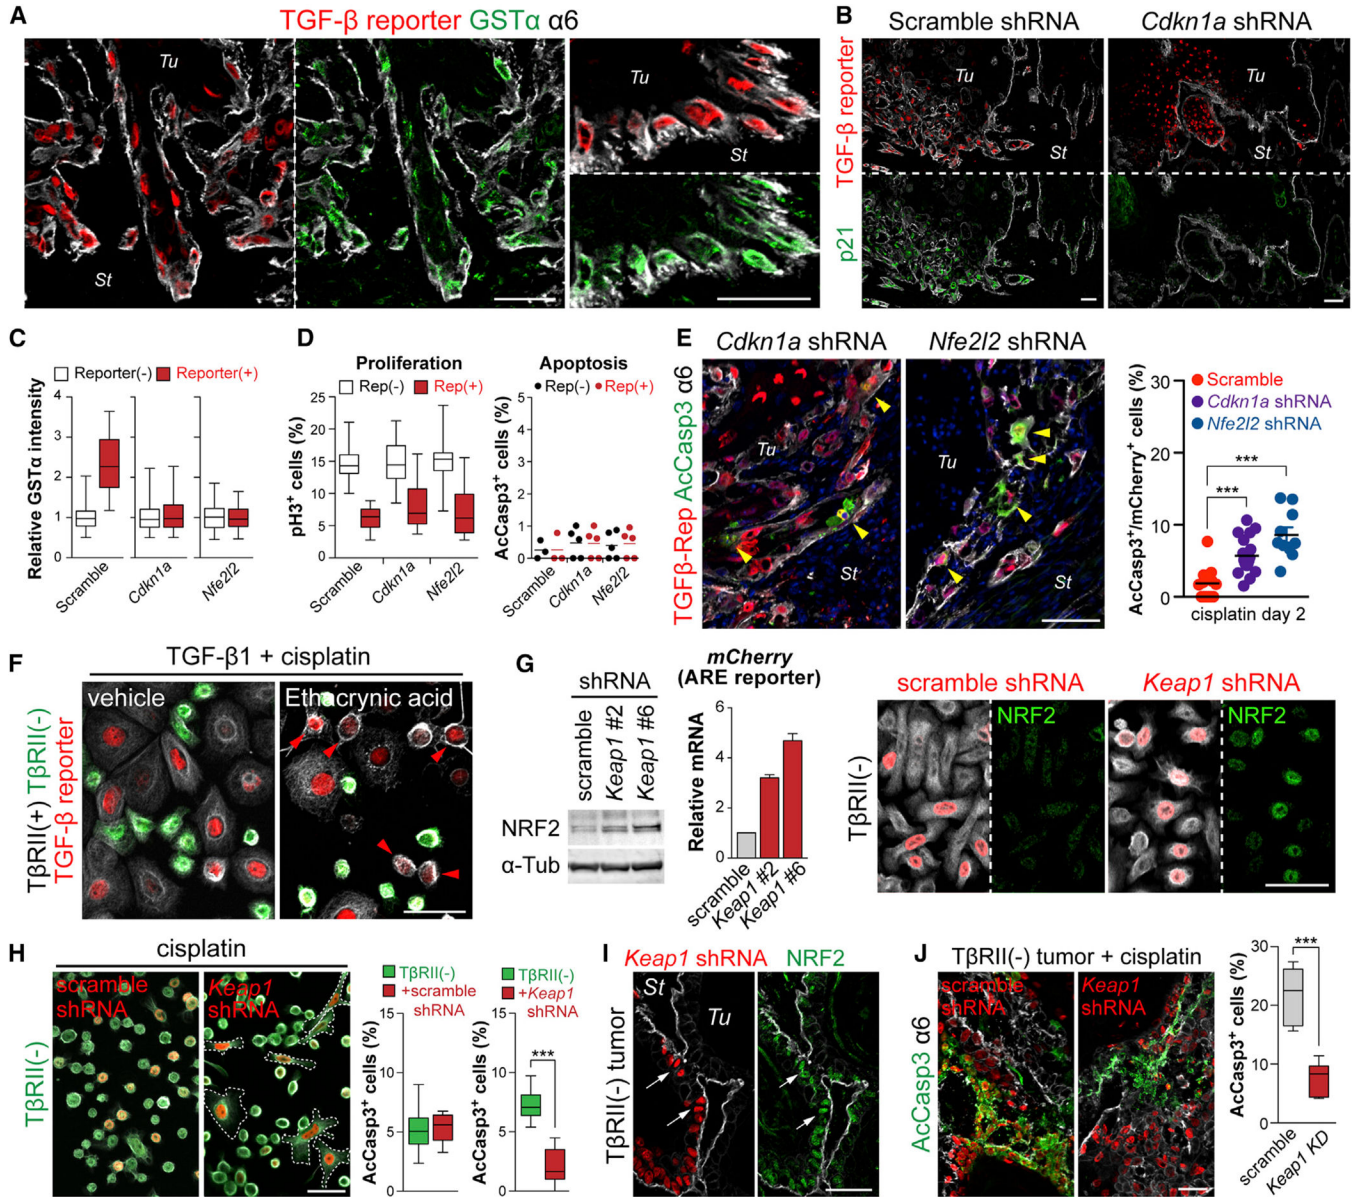 A
TGF-β reporter GSTα α6
Tu
St
Tu
St
B
Scramble shRNA
Cdkn1a shRNA
TGF-β reporter
p21
Tu
St
Tu
St
C
Reporter(-) Reporter(+)
Relative GSTα intensity
4
3
2
1
0
Scramble
Cdkn1a
Nfe2l2
D
Proliferation
Rep(-) Rep(+)
pH3+ cells (%)
25
20
15
10
5
0
Scramble
Cdkn1a
Nfe2l2
Apoptosis
Rep(-) Rep(+)
AcCasp3+ cells (%)
5
4
3
2
1
0
Scramble
Cdkn1a
Nfe2l2
E
Cdkn1a shRNA
Nfe2l2 shRNA
TGFβ-Rep AcCasp3 α6
Tu
St
Tu
St
AcCasp3+/mCherry+ cells (%)
30
20
10
0
Scramble
Cdkn1a shRNA
Nfe2l2 shRNA
***
***
cisplatin day 2
F
TGF-β1 + cisplatin
vehicle
Ethacrynic acid
TβRII(+) TβRII(-)
TGF-β reporter
G
shRNA
scramble
Keap1 #2
Keap1 #6
NRF2
α-Tub
mCherry
(ARE reporter)
Relative mRNA
6
4
2
0
scramble
Keap1 #2
Keap1 #6
scramble shRNA
Keap1 shRNA
NRF2
NRF2
TβRII(-)
H
cisplatin
scramble
shRNA
Keap1
shRNA
TβRII(-)
TβRII(-)
+scramble
shRNA
AcCasp3+ cells (%)
15
10
5
0
TβRII(-)
+Keap1
shRNA
AcCasp3+ cells (%)
15
10
5
0
***
I
Keap1 shRNA
NRF2
TβRII(-) tumor
St
Tu
J
TβRII(-) tumor + cisplatin
scramble
shRNA
Keap1
shRNA
AcCasp3 α6
AcCasp3+ cells (%)
30
20
10
0
***
scramble
Keap1 KD